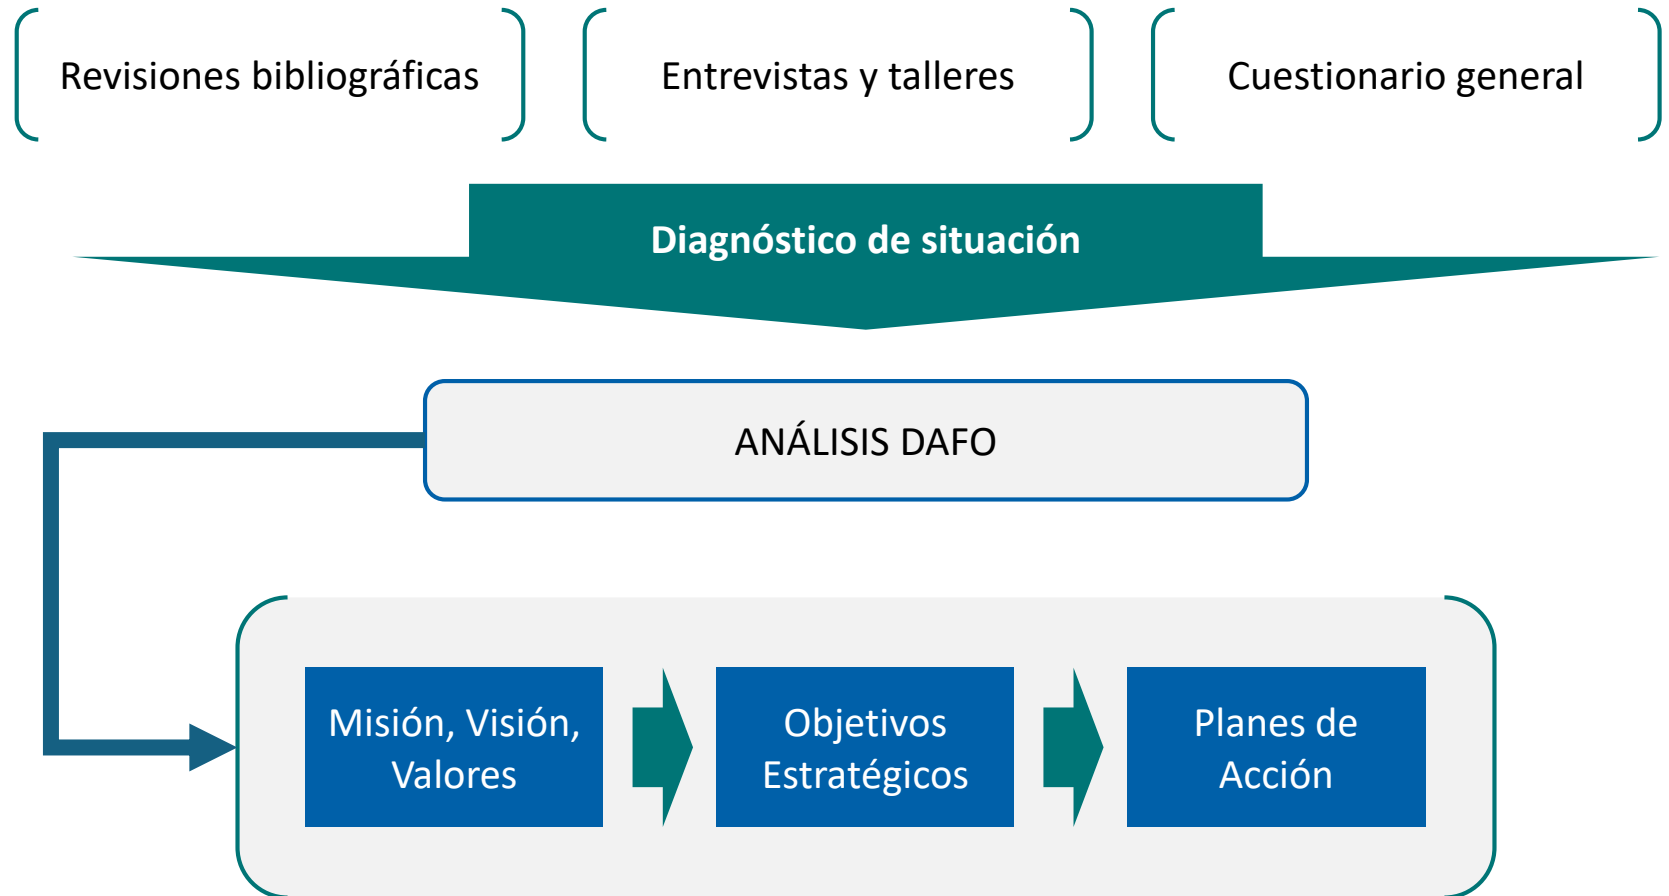 Revisiones bibliográficas
Entrevistas y talleres
Cuestionario general
Diagnóstico de situación
ANÁLISIS DAFO
Misión, Visión,
Valores
Objetivos
Estratégicos
Planes de
Acción